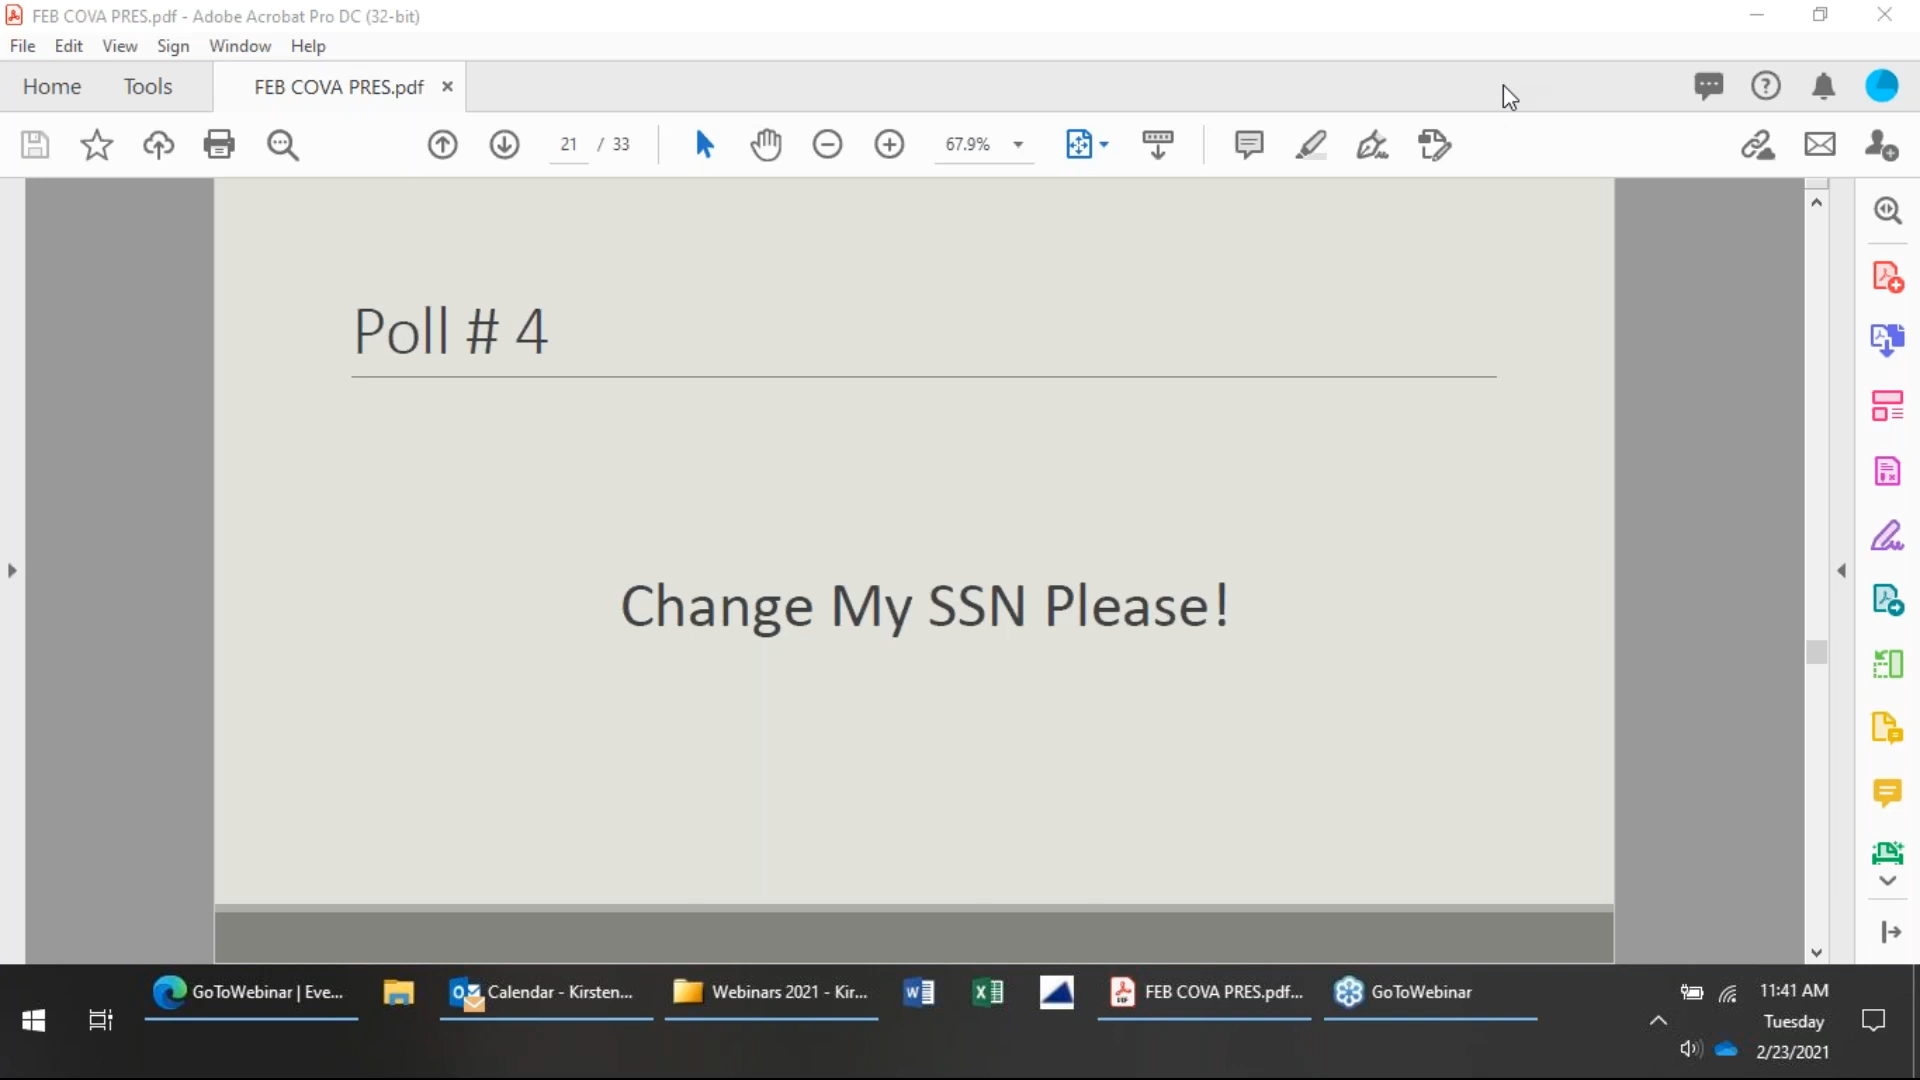 FEB COVA PRES.pdf - Adobe Acrobat Pro DC (32-bit)
File Edit View Sign Window Help
Home Tools FEB COVA PRES.pdf
21 / 33 67.9%
Poll # 4
Change My SSN Please!
GoToWebinar | Eve... Calendar - Kirsten... Webinars 2021 - Kir... FEB COVA PRES.pdf... GoToWebinar
11:41 AM
Tuesday
2/23/2021